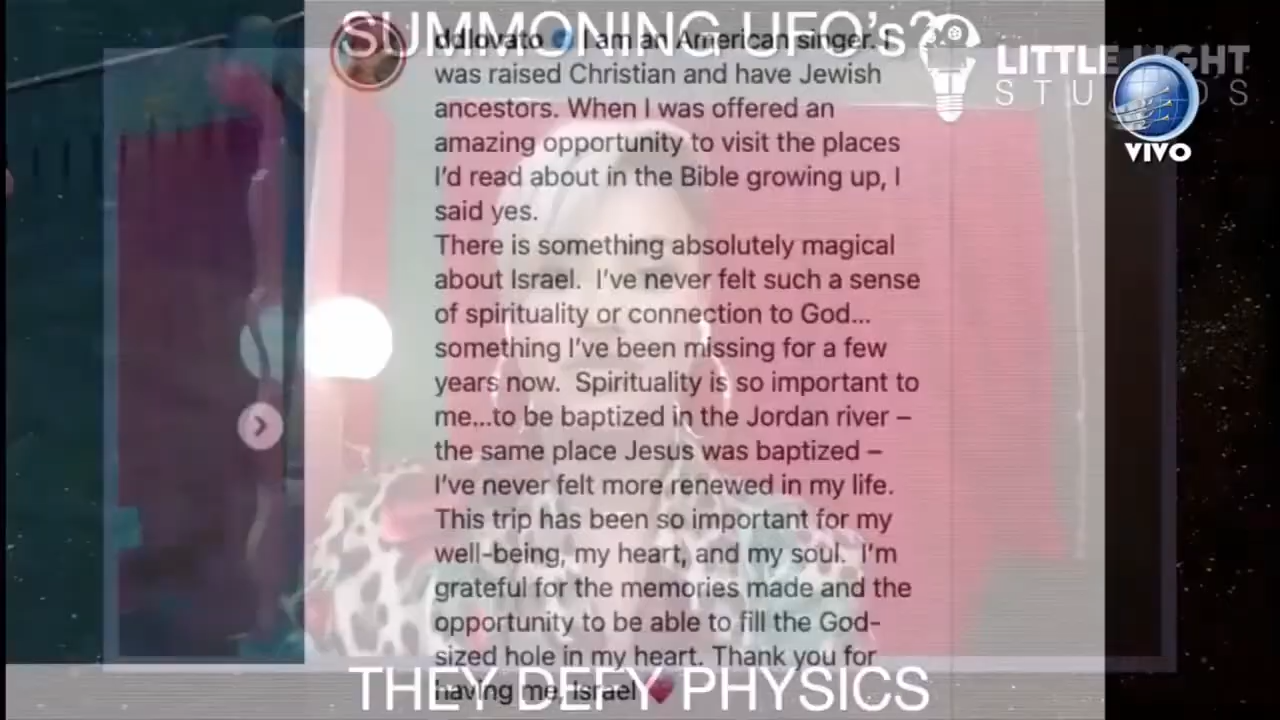 SUMMONING UFO's?
LITTLE LIGHT
STUDIOS
VIVO
ddlovato I am an American singer. I
was raised Christian and have Jewish
ancestors. When I was offered an
amazing opportunity to visit the places
I'd read about in the Bible growing up, I
said yes.
There is something absolutely magical
about Israel. I've never felt such a sense
of spirituality or connection to God...
something I've been missing for a few
years now. Spirituality is so important to
me...to be baptized in the Jordan river –
the same place Jesus was baptized –
I've never felt more renewed in my life.
This trip has been so important for my
well-being, my heart, and my soul. I'm
grateful for the memories made and the
opportunity to be able to fill the God-
sized hole in my heart. Thank you for
having me, Israel
THEY DEFY PHYSICS